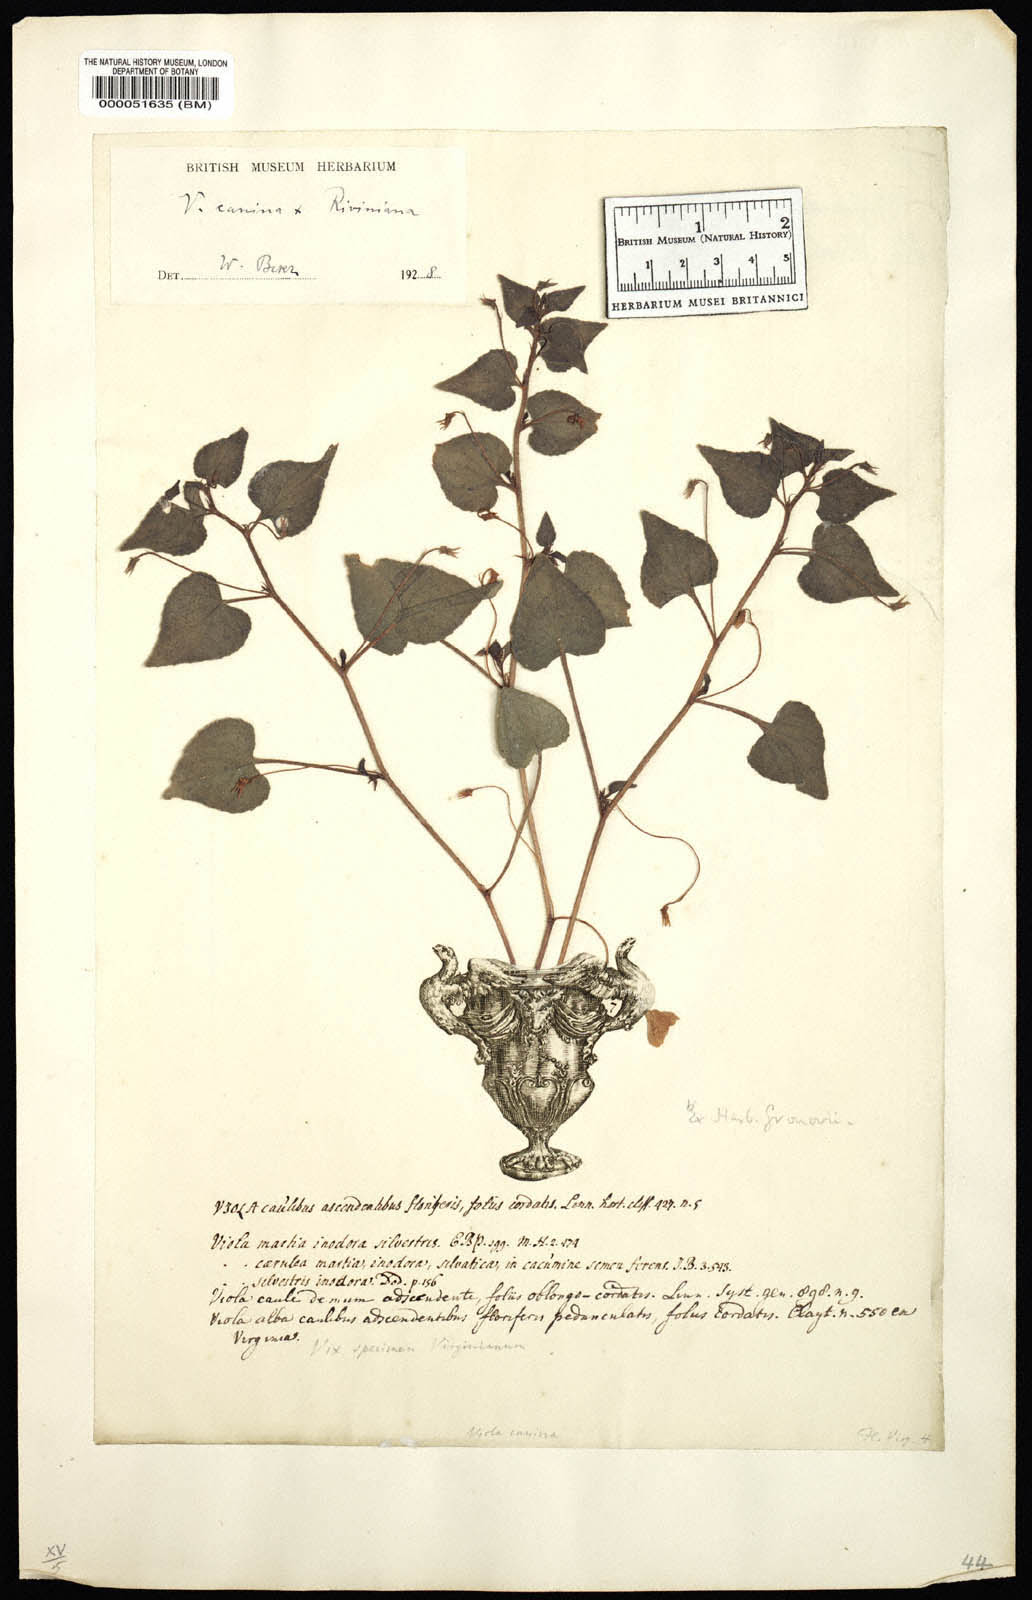 THE NATURAL HISTORY MUSEUM, LONDON
DEPARTMENT OF BOTANY
000051635 (BM)
BRITISH MUSEUM HERBARIUM
V. canina x Riviniana
DET. W. Beker 1928
1 2
BRITISH MUSEUM (NATURAL HISTORY)
1 2 3 4 5
HERBARIUM MUSEI BRITANNICI
Ex Herb. Gronovii.
VIOLA caulibus ascendentibus floriferis, foliis cordatis. Linn. hort. cliff. 427. n. 5
Viola martia inodora silvestris. C.B.P. 199. M.H. 2. 474
. . cærulea martia, inodora, silvatica, in cacumine semen ferens. J.B. 3. 543.
. . silvestris inodora. Dod. p. 156
Viola caule demum adscendente, foliis oblongo-cordatis. Linn. Syst. gen. 898. n. 9.
Viola alba caulibus adscendentibus floriferis pedunculatis, foliis cordatis. Clayt. n. 550 ex
Virginia.
Vix specimen Virginianum
Viola canina
Fl. Virg. 4
XV/5
44